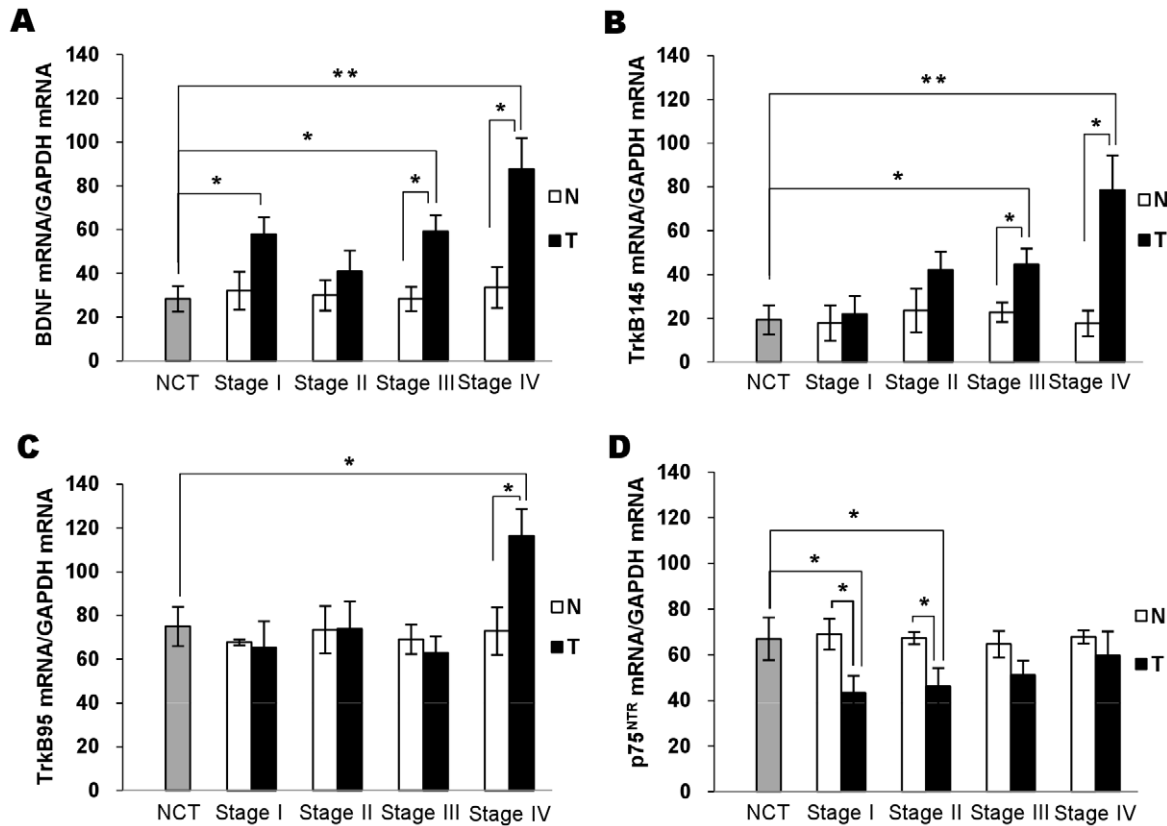 A
BDNF mRNA/GAPDH mRNA
140
120
100
80
60
40
20
0
**
*
*
*
*
N
T
NCT Stage I Stage II Stage III Stage IV
B
TrkB145 mRNA/GAPDH mRNA
140
120
100
80
60
40
20
0
**
*
*
*
N
T
NCT Stage I Stage II Stage III Stage IV
C
TrkB95 mRNA/GAPDH mRNA
140
120
100
80
60
40
20
0
*
*
N
T
NCT Stage I Stage II Stage III Stage IV
D
p75NTR mRNA/GAPDH mRNA
140
120
100
80
60
40
20
0
*
*
*
*
N
T
NCT Stage I Stage II Stage III Stage IV